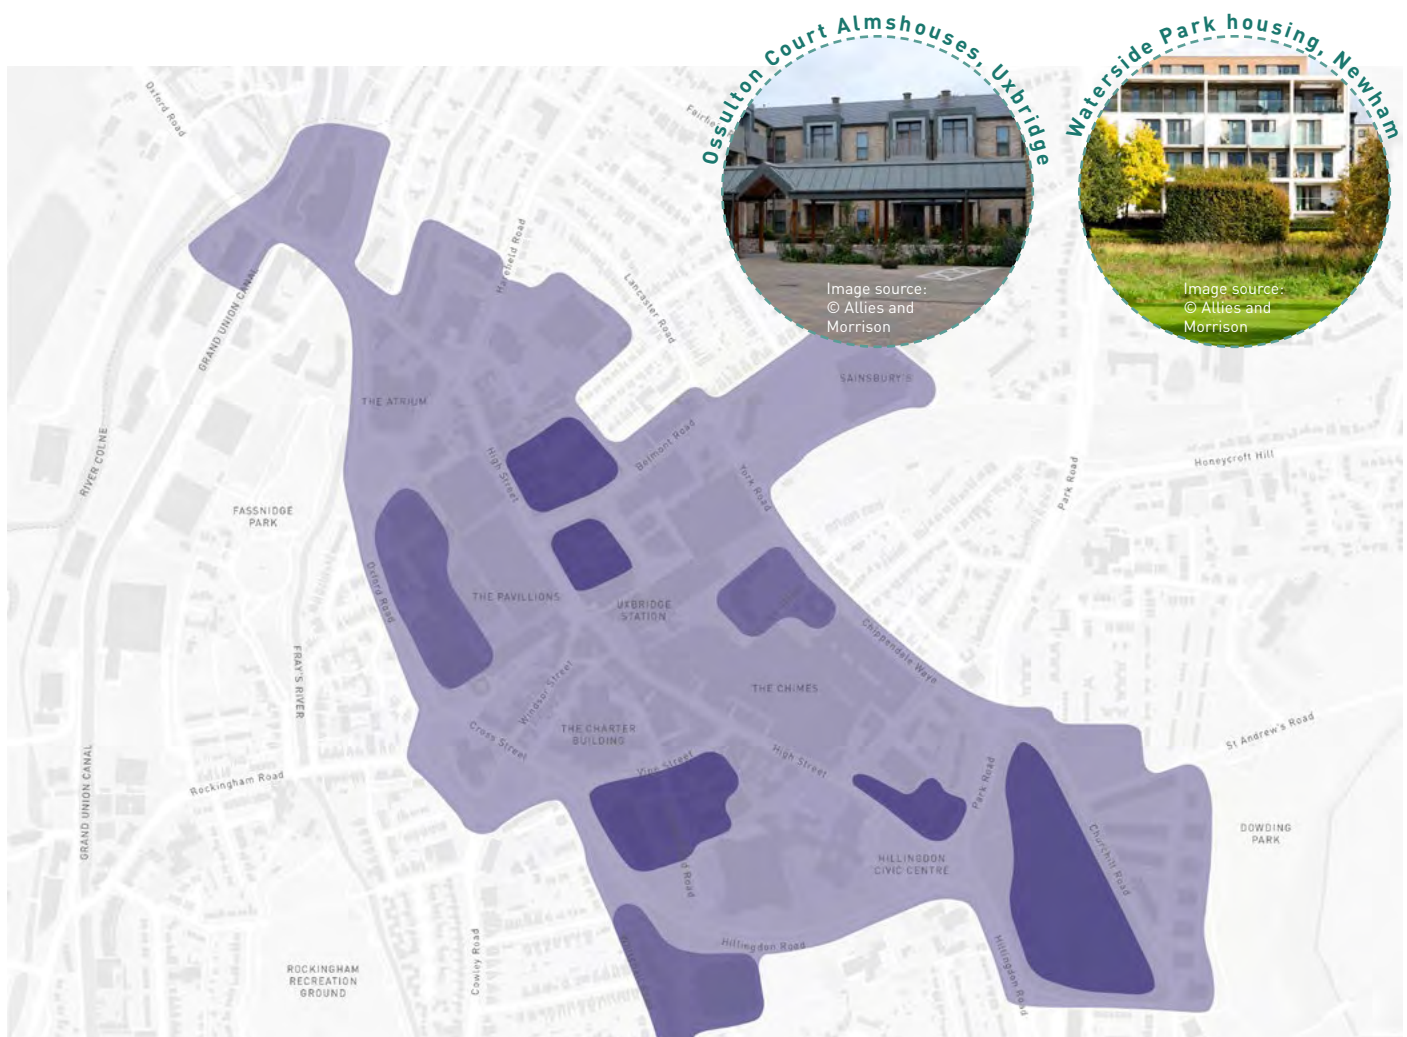 Ossulton Court Almshouses, Uxbridge
Waterside Park housing, Newham
Image source:
© Allies and
Morrison
Image source:
© Allies and
Morrison
Oxford Road
Harefield Road
Lancaster Road
GRAND UNION CANAL
SAINSBURY'S
THE ATRIUM
Belmont Road
High Street
York Road
Park Road
Honeycroft Hill
RIVER COLNE
FASSNIDGE
PARK
Oxford Road
THE PAVILLIONS
UXBRIDGE
STATION
Chippendale Waye
FRAY'S RIVER
Windsor Street
THE CHIMES
Cross Street
THE CHARTER
BUILDING
St Andrew's Road
Vine Street
High Street
Rockingham Road
Park Road
GRAND UNION CANAL
Churchill Road
DOWDING
PARK
HILLINGDON
CIVIC CENTRE
Road
Hillingdon Road
Cowley Road
Hillingdon Road
ROCKINGHAM
RECREATION
GROUND